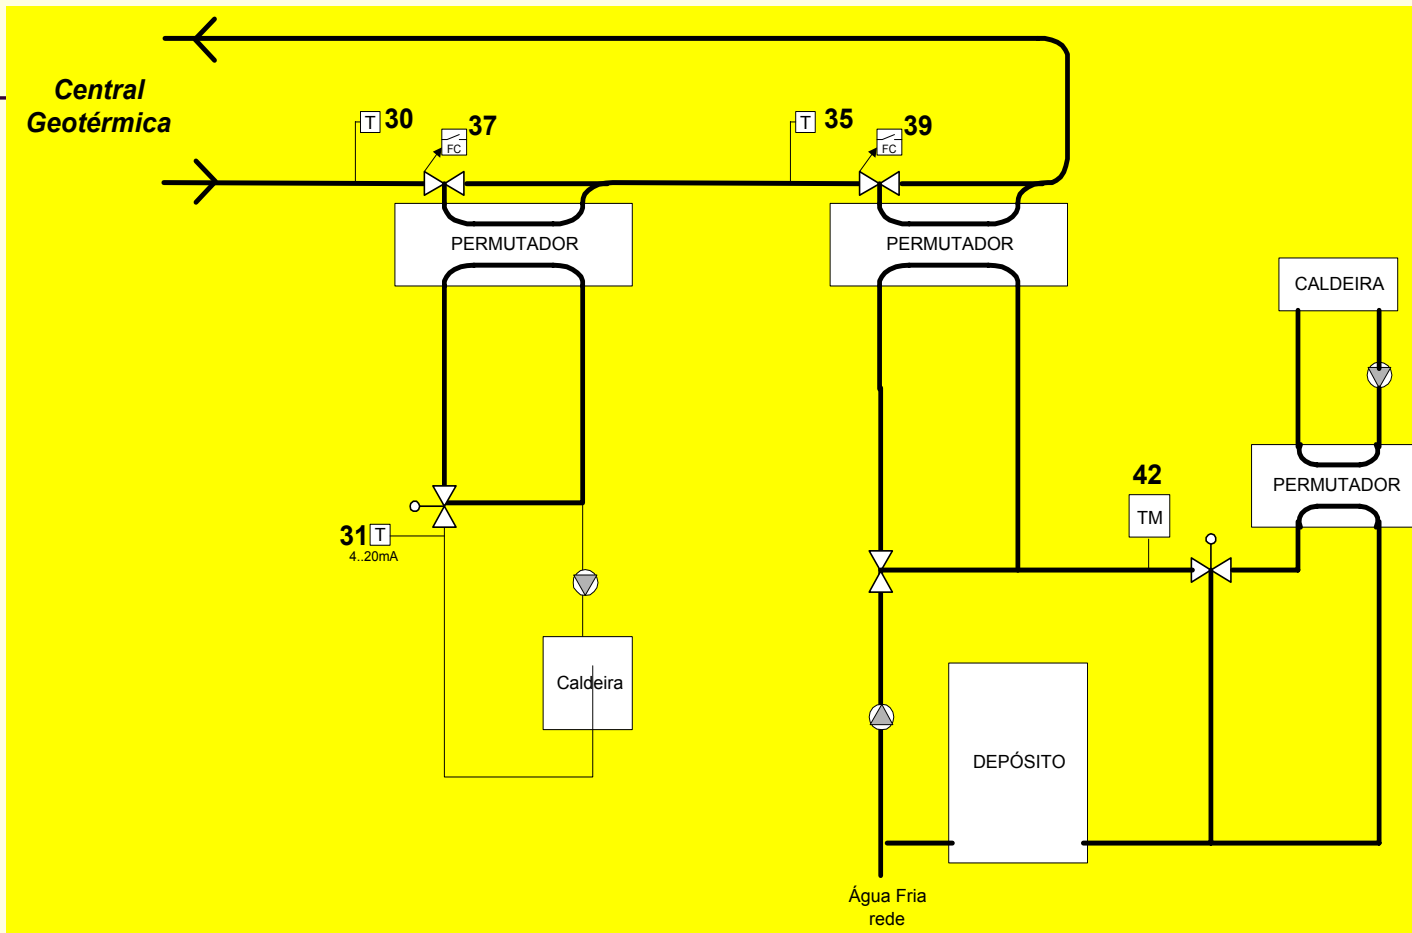 Central
Geotérmica
T 30
FC
37
T 35
FC
39
PERMUTADOR
PERMUTADOR
CALDEIRA
42
TM
PERMUTADOR
31 T
4..20mA
Caldeira
DEPÓSITO
Água Fria
rede